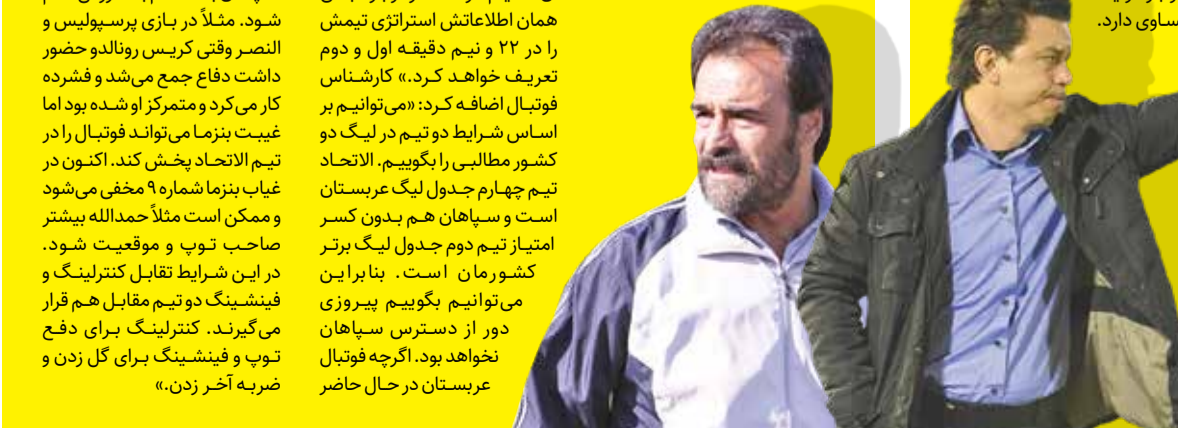 ساوی دارد.
همان اطلاعاتش استراتژی تیمش
را در ۲۲ و نیم دقیقه اول و دوم
تعریف خواهد کرد.» کارشناس
فوتبال اضافه کرد: «می‌توانیم بر
اساس شرایط دو تیم در لیگ دو
کشور مطالبی را بگوییم. الاتحاد
تیم چهارم جدول لیگ عربستان
است و سپاهان هم بدون کسر
امتیاز تیم دوم جدول لیگ برتر
کشورمان است. بنابراین
می‌توانیم بگوییم پیروزی
دور از دسترس سپاهان
نخواهد بود. اگرچه فوتبال
عربستان در حال حاضر
شود. مثلاً در بازی پرسپولیس و
النصر وقتی کریس رونالدو حضور
داشت دفاع جمع می‌شد و فشرده
کار می‌کرد و متمرکز او شده بود اما
غیبت بنزما می‌تواند فوتبال را در
تیم الاتحاد پخش کند. اکنون در
غیاب بنزما شماره ۹ مخفی می‌شود
و ممکن است مثلاً حمدالله بیشتر
صاحب توپ و موقعیت شود.
در این شرایط تقابل کنترلینگ و
فینشینگ دو تیم مقابل هم قرار
می‌گیرند. کنترلینگ برای دفع
توپ و فینشینگ برای گل زدن و
ضربه آخر زدن.»